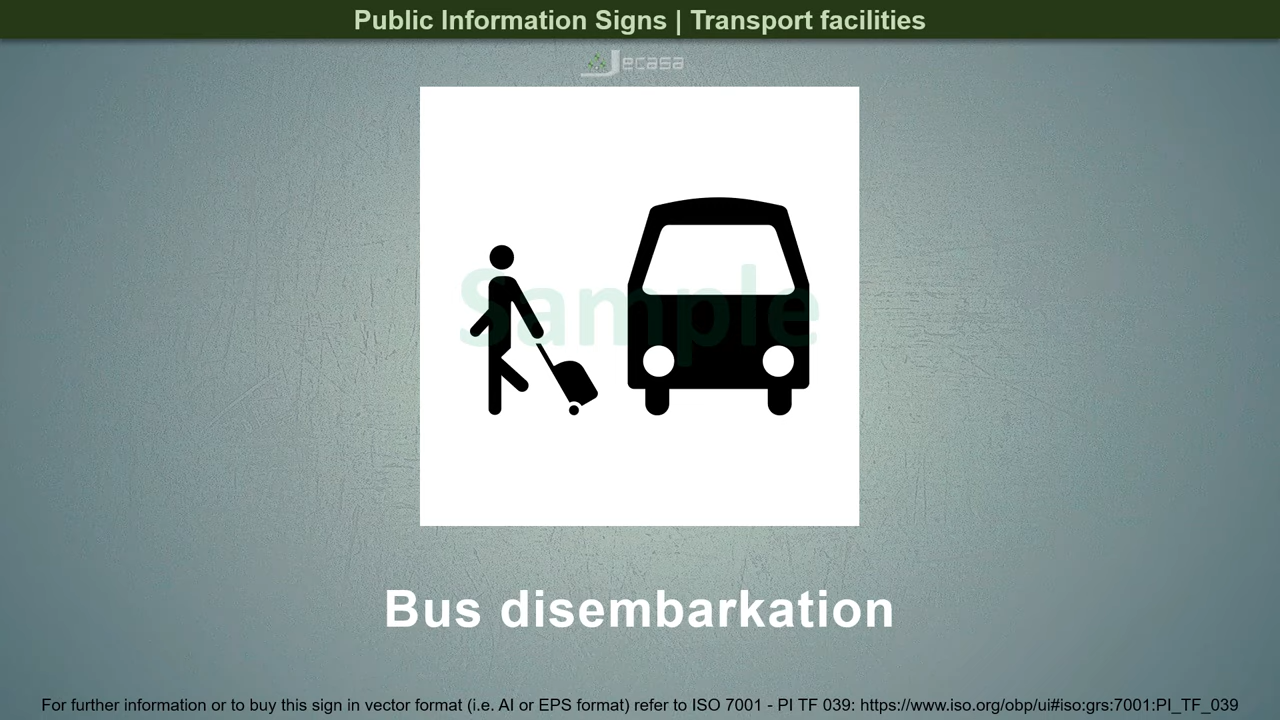 Public Information Signs | Transport facilities
Jecasa
Sample
Bus disembarkation
For further information or to buy this sign in vector format (i.e. AI or EPS format) refer to ISO 7001 - PI TF 039: https://www.iso.org/obp/ui#iso:grs:7001:PI_TF_039